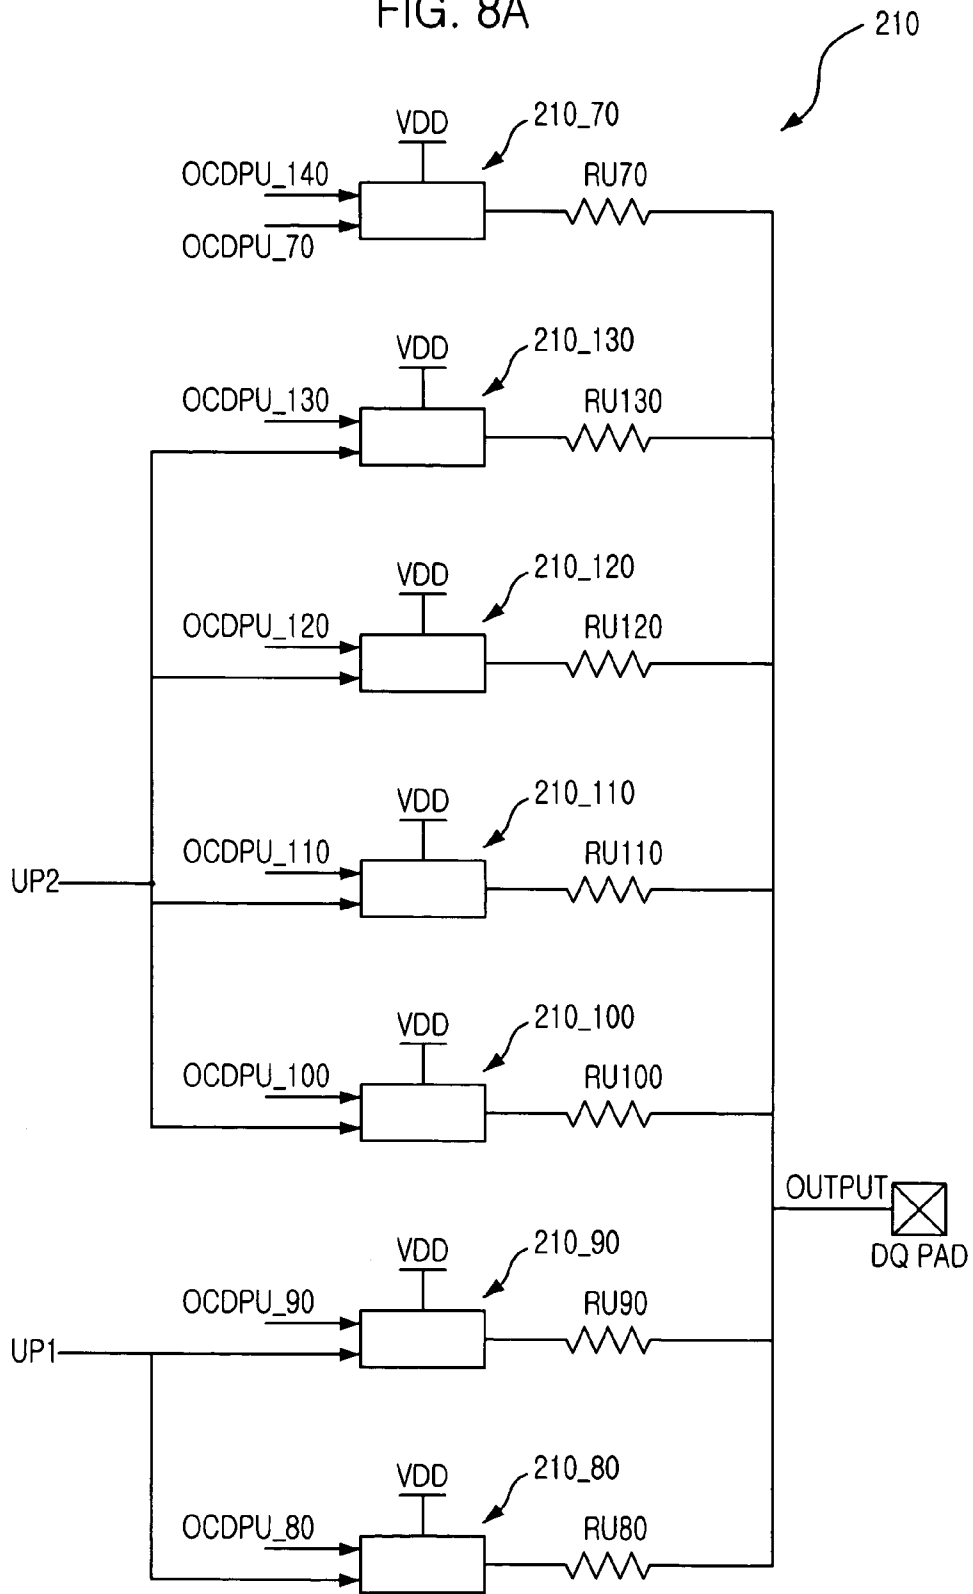 FIG. 8A
210
VDD
210_70
OCDPU_140
RU70
OCDPU_70
VDD
210_130
OCDPU_130
RU130
VDD
210_120
OCDPU_120
RU120
VDD
210_110
OCDPU_110
RU110
UP2
VDD
210_100
OCDPU_100
RU100
OUTPUT
DQ PAD
VDD
210_90
OCDPU_90
RU90
UP1
VDD
210_80
OCDPU_80
RU80